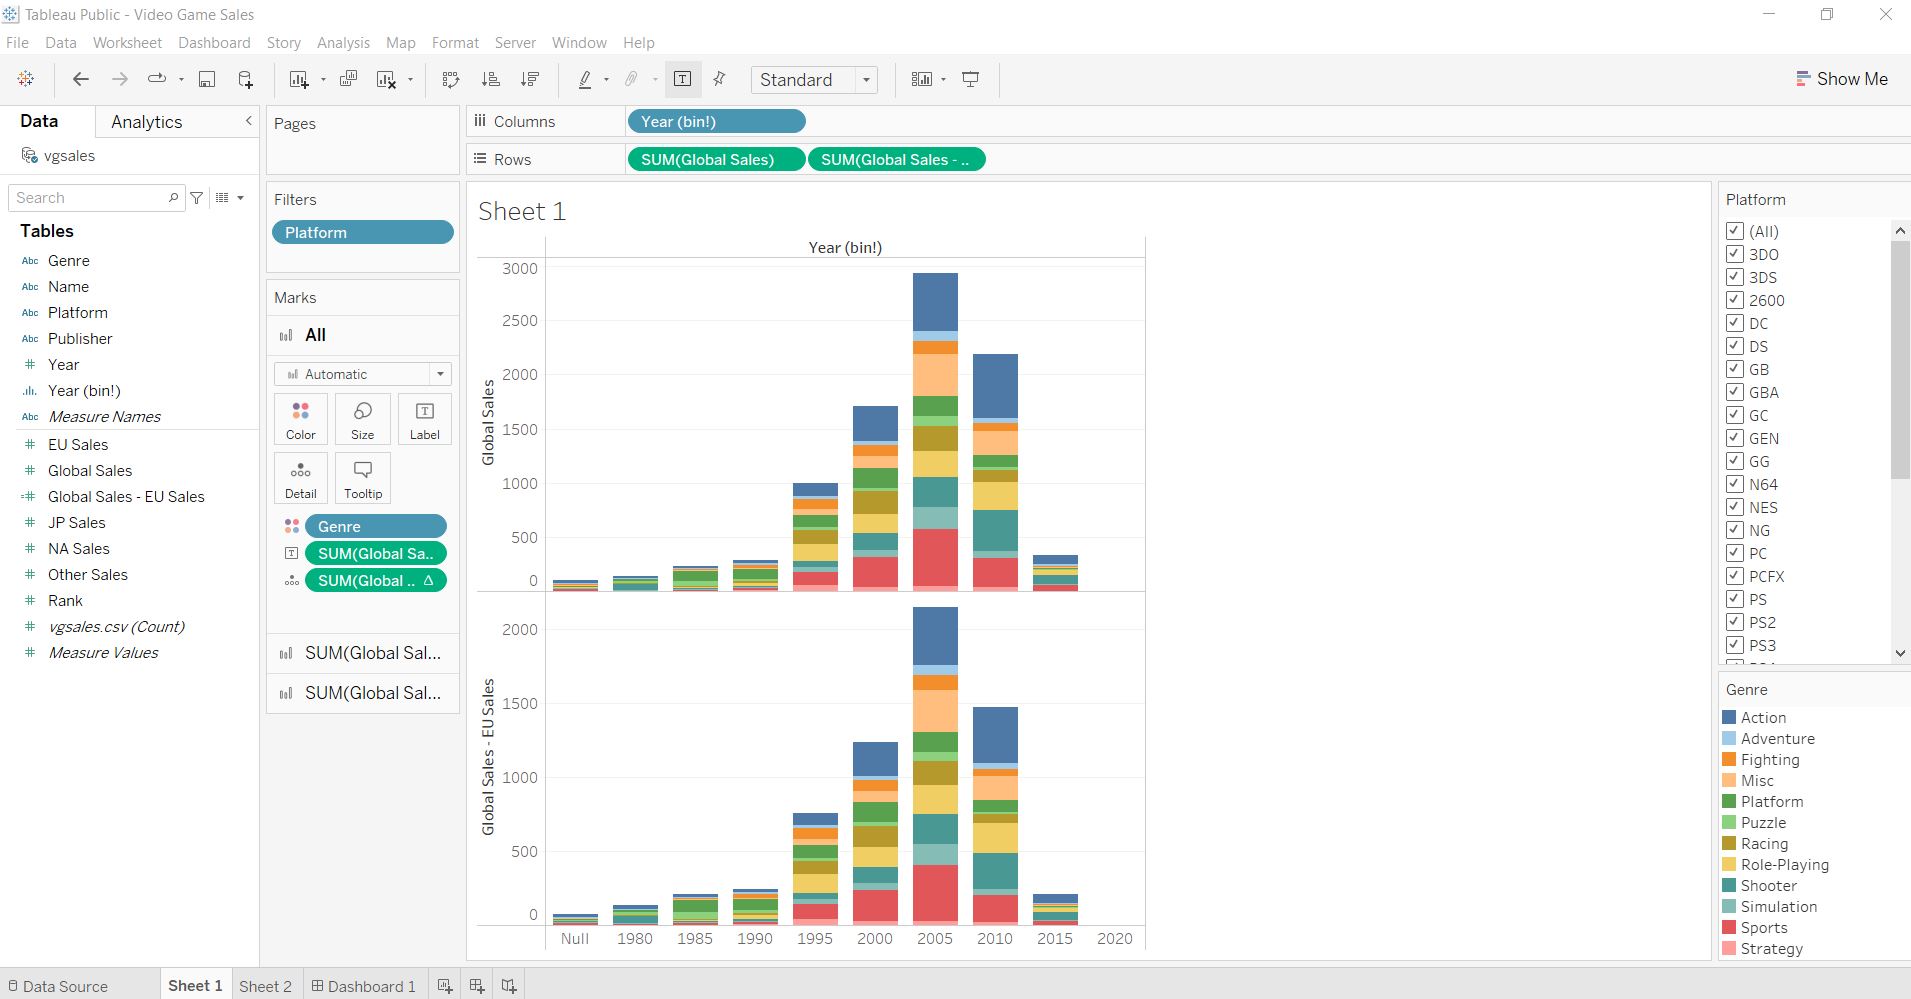 Tableau Public - Video Game Sales
File Data Worksheet Dashboard Story Analysis Map Format Server Window Help
Standard
Show Me
Data
Analytics
vgsales
Search
Tables
Abc Genre
Abc Name
Abc Platform
Abc Publisher
# Year
Year (bin!)
Abc Measure Names
# EU Sales
# Global Sales
=# Global Sales - EU Sales
# JP Sales
# NA Sales
# Other Sales
# Rank
# vgsales.csv (Count)
# Measure Values
Pages
Filters
Platform
Marks
All
Automatic
Color
Size
T
Label
Detail
Tooltip
Genre
T SUM(Global Sa..
SUM(Global .. Δ
SUM(Global Sal...
SUM(Global Sal...
Columns
Year (bin!)
Rows
SUM(Global Sales)
SUM(Global Sales - ..
Sheet 1
Year (bin!)
Global Sales
3000
2500
2000
1500
1000
500
0
Global Sales - EU Sales
2000
1500
1000
500
0
Null 1980 1985 1990 1995 2000 2005 2010 2015 2020
Platform
(All)
3DO
3DS
2600
DC
DS
GB
GBA
GC
GEN
GG
N64
NES
NG
PC
PCFX
PS
PS2
PS3
Genre
Action
Adventure
Fighting
Misc
Platform
Puzzle
Racing
Role-Playing
Shooter
Simulation
Sports
Strategy
Data Source
Sheet 1
Sheet 2
Dashboard 1